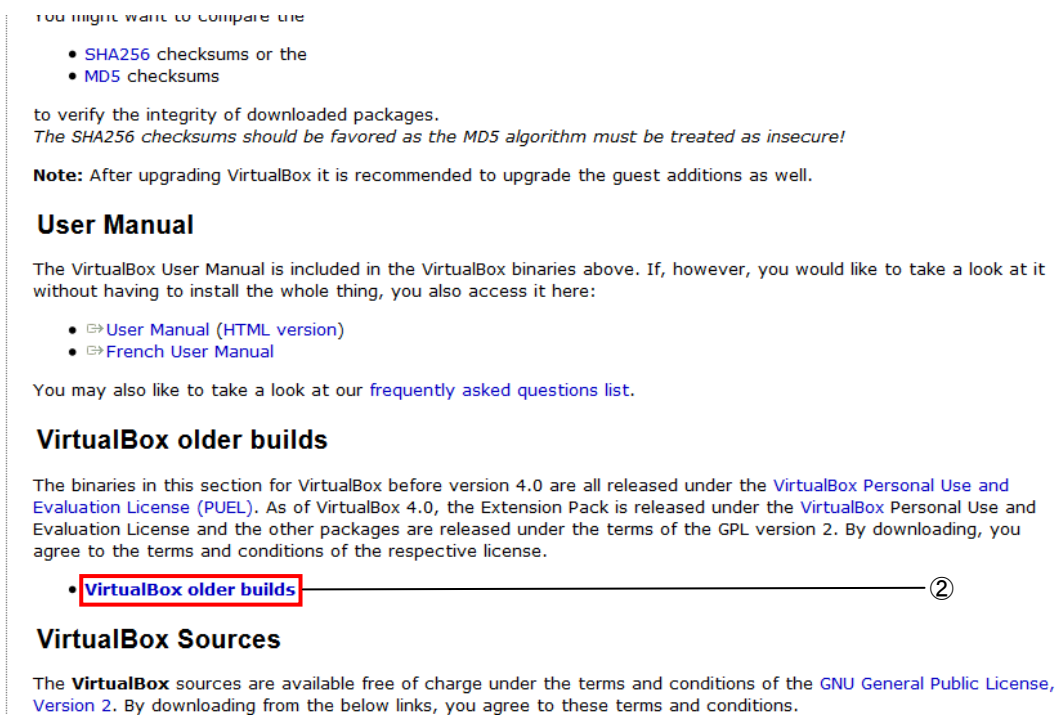 You might want to compare the
• SHA256 checksums or the
• MD5 checksums
to verify the integrity of downloaded packages.
The SHA256 checksums should be favored as the MD5 algorithm must be treated as insecure!
Note: After upgrading VirtualBox it is recommended to upgrade the guest additions as well.
User Manual
The VirtualBox User Manual is included in the VirtualBox binaries above. If, however, you would like to take a look at it
without having to install the whole thing, you also access it here:
• User Manual (HTML version)
• French User Manual
You may also like to take a look at our frequently asked questions list.
VirtualBox older builds
The binaries in this section for VirtualBox before version 4.0 are all released under the VirtualBox Personal Use and
Evaluation License (PUEL). As of VirtualBox 4.0, the Extension Pack is released under the VirtualBox Personal Use and
Evaluation License and the other packages are released under the terms of the GPL version 2. By downloading, you
agree to the terms and conditions of the respective license.
• VirtualBox older builds ②
VirtualBox Sources
The VirtualBox sources are available free of charge under the terms and conditions of the GNU General Public License,
Version 2. By downloading from the below links, you agree to these terms and conditions.